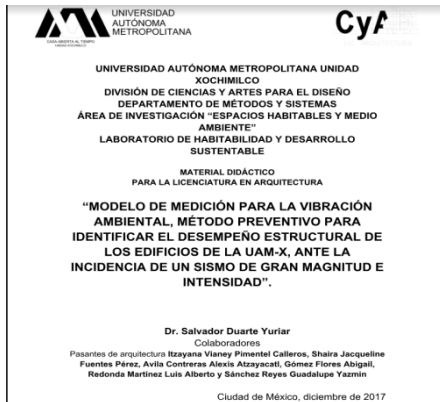 UNIVERSIDAD
AUTÓNOMA
METROPOLITANA
CASA ABIERTA AL TIEMPO
CyA
UNIVERSIDAD AUTÓNOMA METROPOLITANA UNIDAD
XOCHIMILCO
DIVISIÓN DE CIENCIAS Y ARTES PARA EL DISEÑO
DEPARTAMENTO DE MÉTODOS Y SISTEMAS
ÁREA DE INVESTIGACIÓN “ESPACIOS HABITABLES Y MEDIO
AMBIENTE”
LABORATORIO DE HABITABILIDAD Y DESARROLLO
SUSTENTABLE
MATERIAL DIDÁCTICO
PARA LA LICENCIATURA EN ARQUITECTURA
“MODELO DE MEDICIÓN PARA LA VIBRACIÓN
AMBIENTAL, MÉTODO PREVENTIVO PARA
IDENTIFICAR EL DESEMPEÑO ESTRUCTURAL DE
LOS EDIFICIOS DE LA UAM-X, ANTE LA
INCIDENCIA DE UN SISMO DE GRAN MAGNITUD E
INTENSIDAD”.
Dr. Salvador Duarte Yuriar
Colaboradores
Pasantes de arquitectura Itzayana Vianey Pimentel Calleros, Shaira Jacqueline
Fuentes Pérez, Avila Contreras Alexis Atzayacatl, Gómez Flores Abigail,
Redonda Martínez Luis Alberto y Sánchez Reyes Guadalupe Yazmin
Ciudad de México, diciembre de 2017